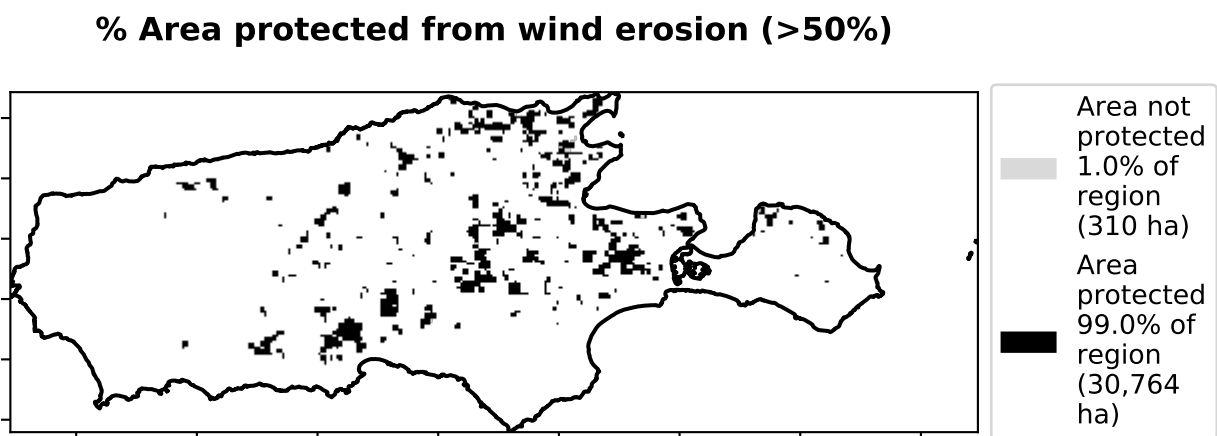 % Area protected from wind erosion (>50%)
Area not
protected
1.0% of
region
(310 ha)
Area
protected
99.0% of
region
(30,764
ha)